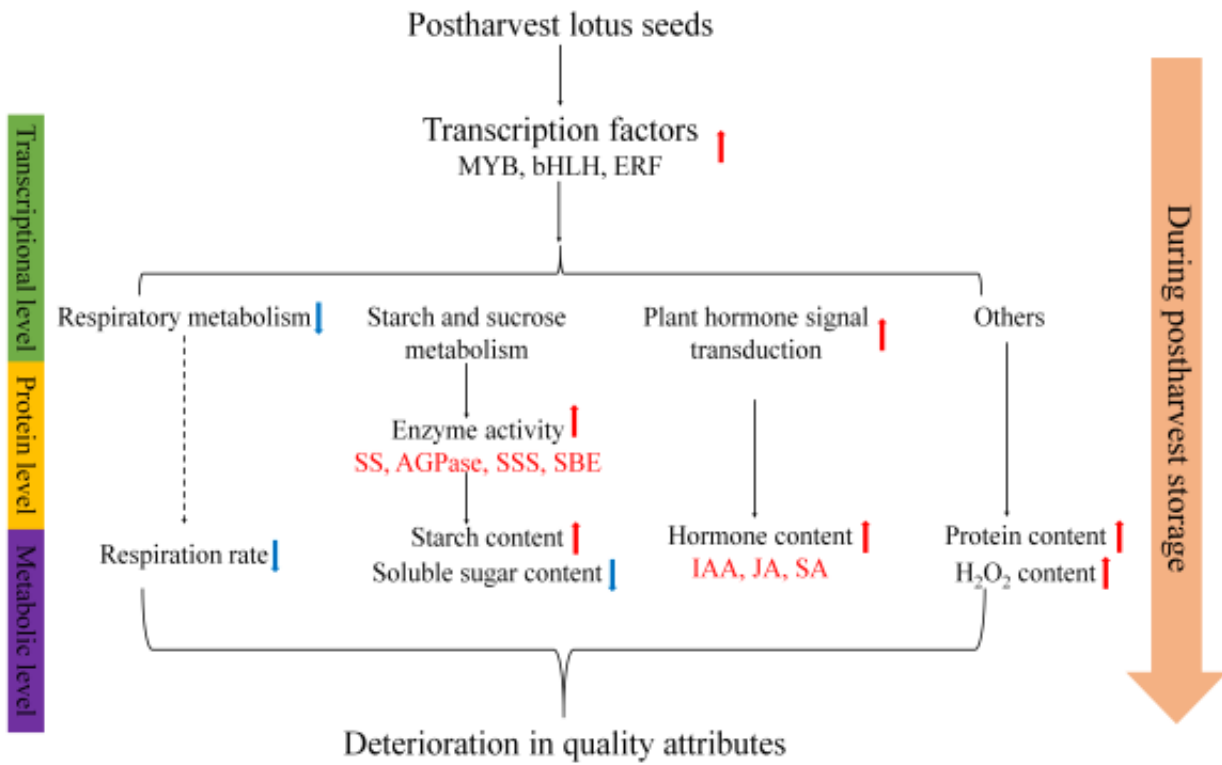 Postharvest lotus seeds
Transcription factors
MYB, bHLH, ERF
Transcriptional level
Protein level
Metabolic level
During postharvest storage
Respiratory metabolism
Starch and sucrose
metabolism
Plant hormone signal
transduction
Others
Enzyme activity
SS, AGPase, SSS, SBE
Respiration rate
Starch content
Soluble sugar content
Hormone content
IAA, JA, SA
Protein content
H₂O₂ content
Deterioration in quality attributes